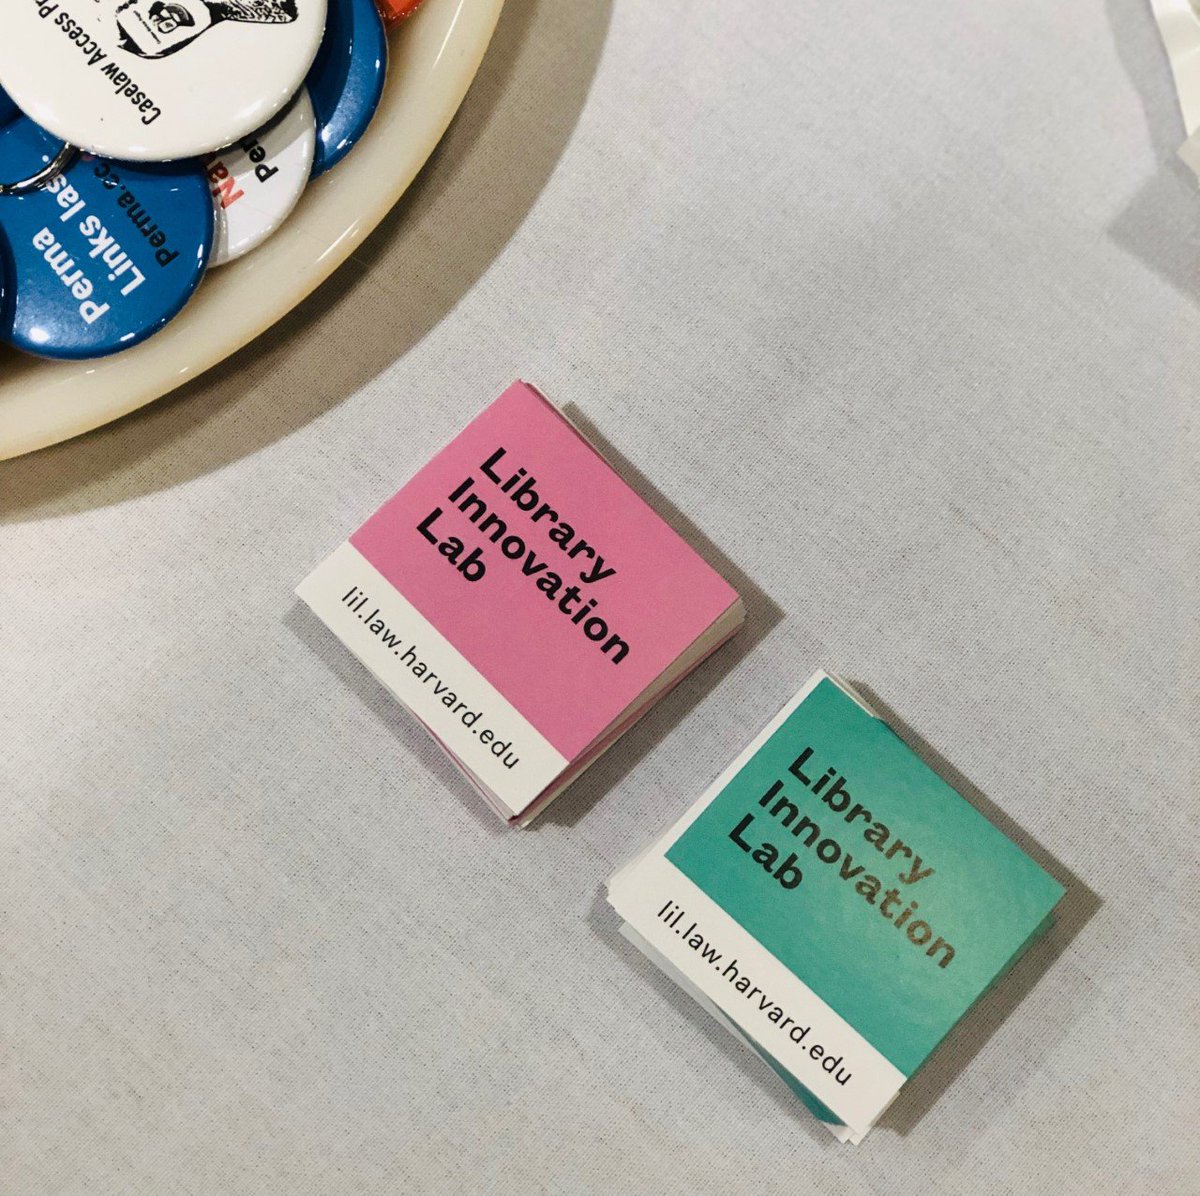 Caselaw Access
Perma
Links
Perma.cc
Library
Innovation
Lab
lil.law.harvard.edu
Library
Innovation
Lab
lil.law.harvard.edu